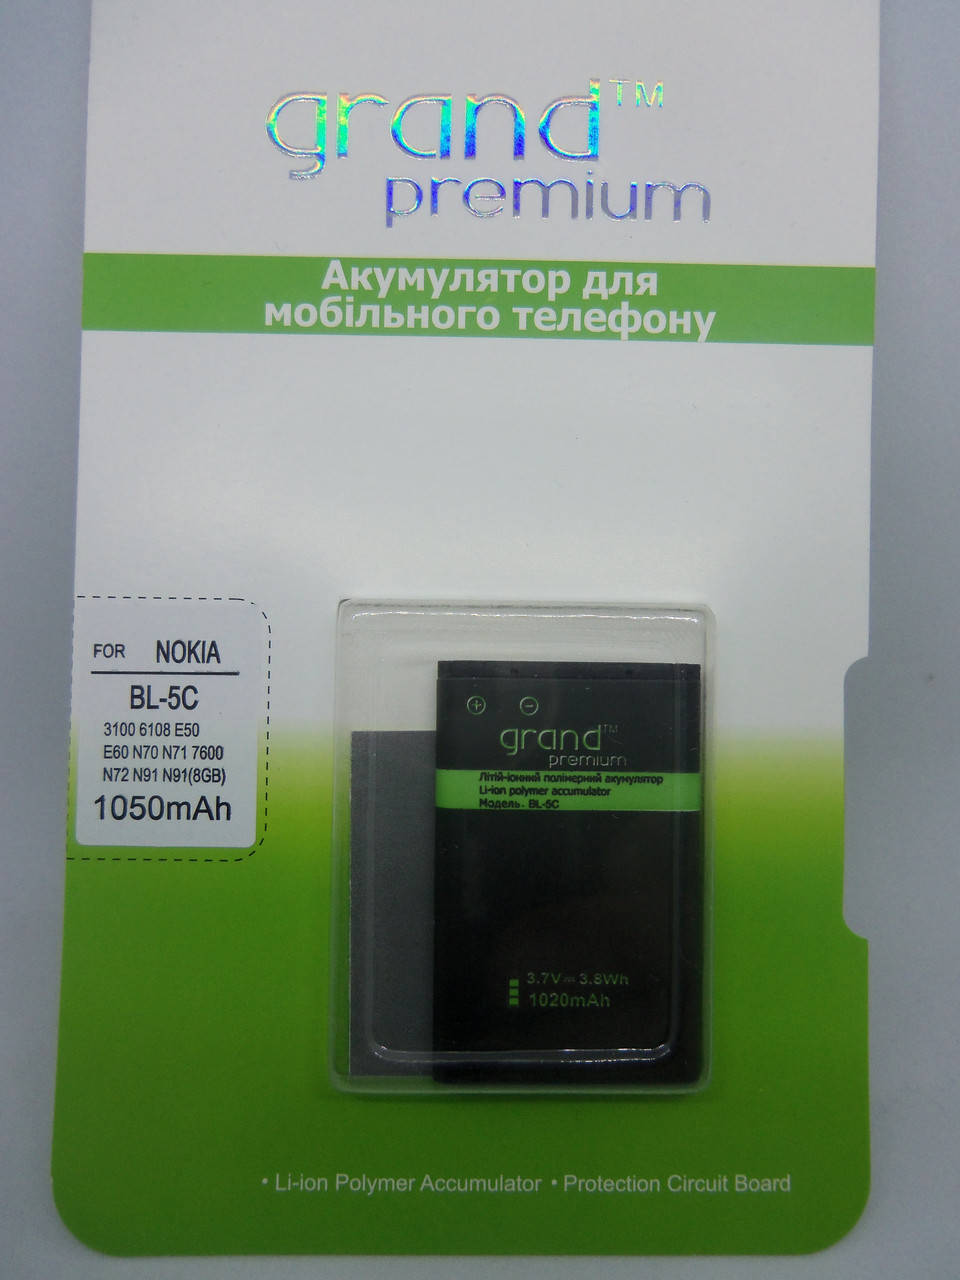 grand™
premium
Акумулятор для
мобільного телефону
FOR NOKIA
BL-5C
3100 6108 E50
E60 N70 N71 7600
N72 N91 N91(8GB)
1050mAh
+ −
grand™
premium
Літій-іонний полімерний акумулятор
Li-ion polymer accumulator
Модель. BL-5C
3.7V⎓3.8Wh
1020mAh
• Li-ion Polymer Accumulator • Protection Circuit Board